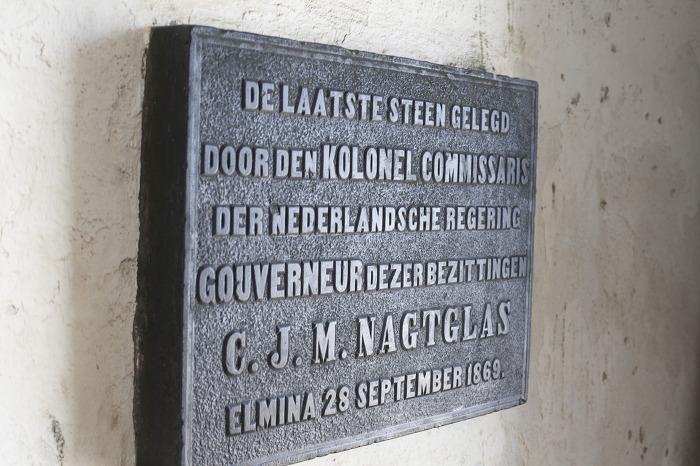 DE LAATSTE STEEN GELEGD
DOOR DEN KOLONEL COMMISSARIS
DER NEDERLANDSCHE REGERING
GOUVERNEUR DEZER BEZITTINGEN
C. J. M. NAGTGLAS
ELMINA 28 SEPTEMBER 1869.